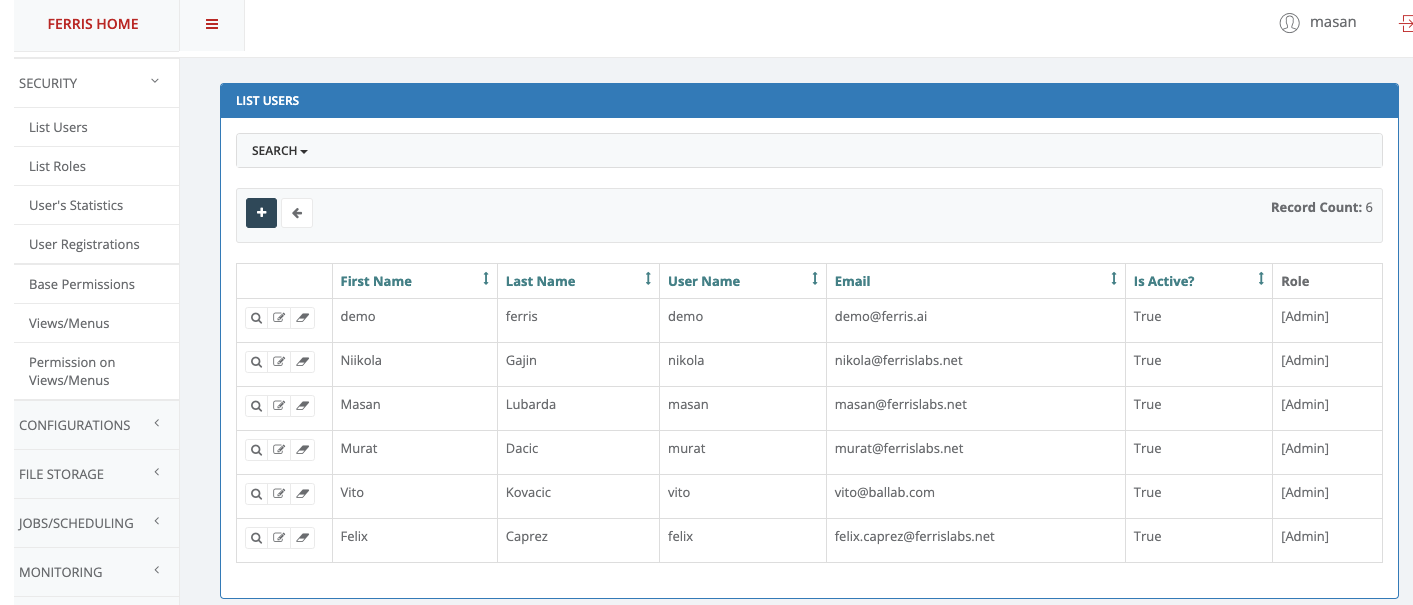 FERRIS HOME
masan
SECURITY
List Users
List Roles
User's Statistics
User Registrations
Base Permissions
Views/Menus
Permission on
Views/Menus
CONFIGURATIONS
FILE STORAGE
JOBS/SCHEDULING
MONITORING
LIST USERS
SEARCH
Record Count: 6
First Name Last Name User Name Email Is Active? Role
demo ferris demo demo@ferris.ai True [Admin]
Niikola Gajin nikola nikola@ferrislabs.net True [Admin]
Masan Lubarda masan masan@ferrislabs.net True [Admin]
Murat Dacic murat murat@ferrislabs.net True [Admin]
Vito Kovacic vito vito@ballab.com True [Admin]
Felix Caprez felix felix.caprez@ferrislabs.net True [Admin]